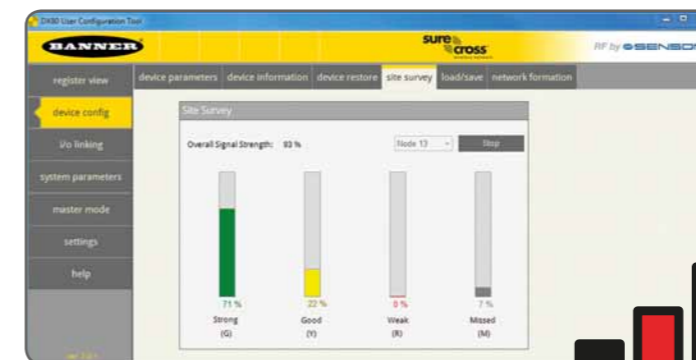 DX80 User Configuration Tool
BANNER
sure cross
RF by SENSO
register view
device config
i/o linking
system parameters
master mode
settings
help
device parameters device information device restore site survey load/save network formation
Site Survey
Overall Signal Strength: 93 %
Node 13
Stop
71 % 22 % 0 % 7 %
Strong Good Weak Missed
(G) (Y) (R) (M)